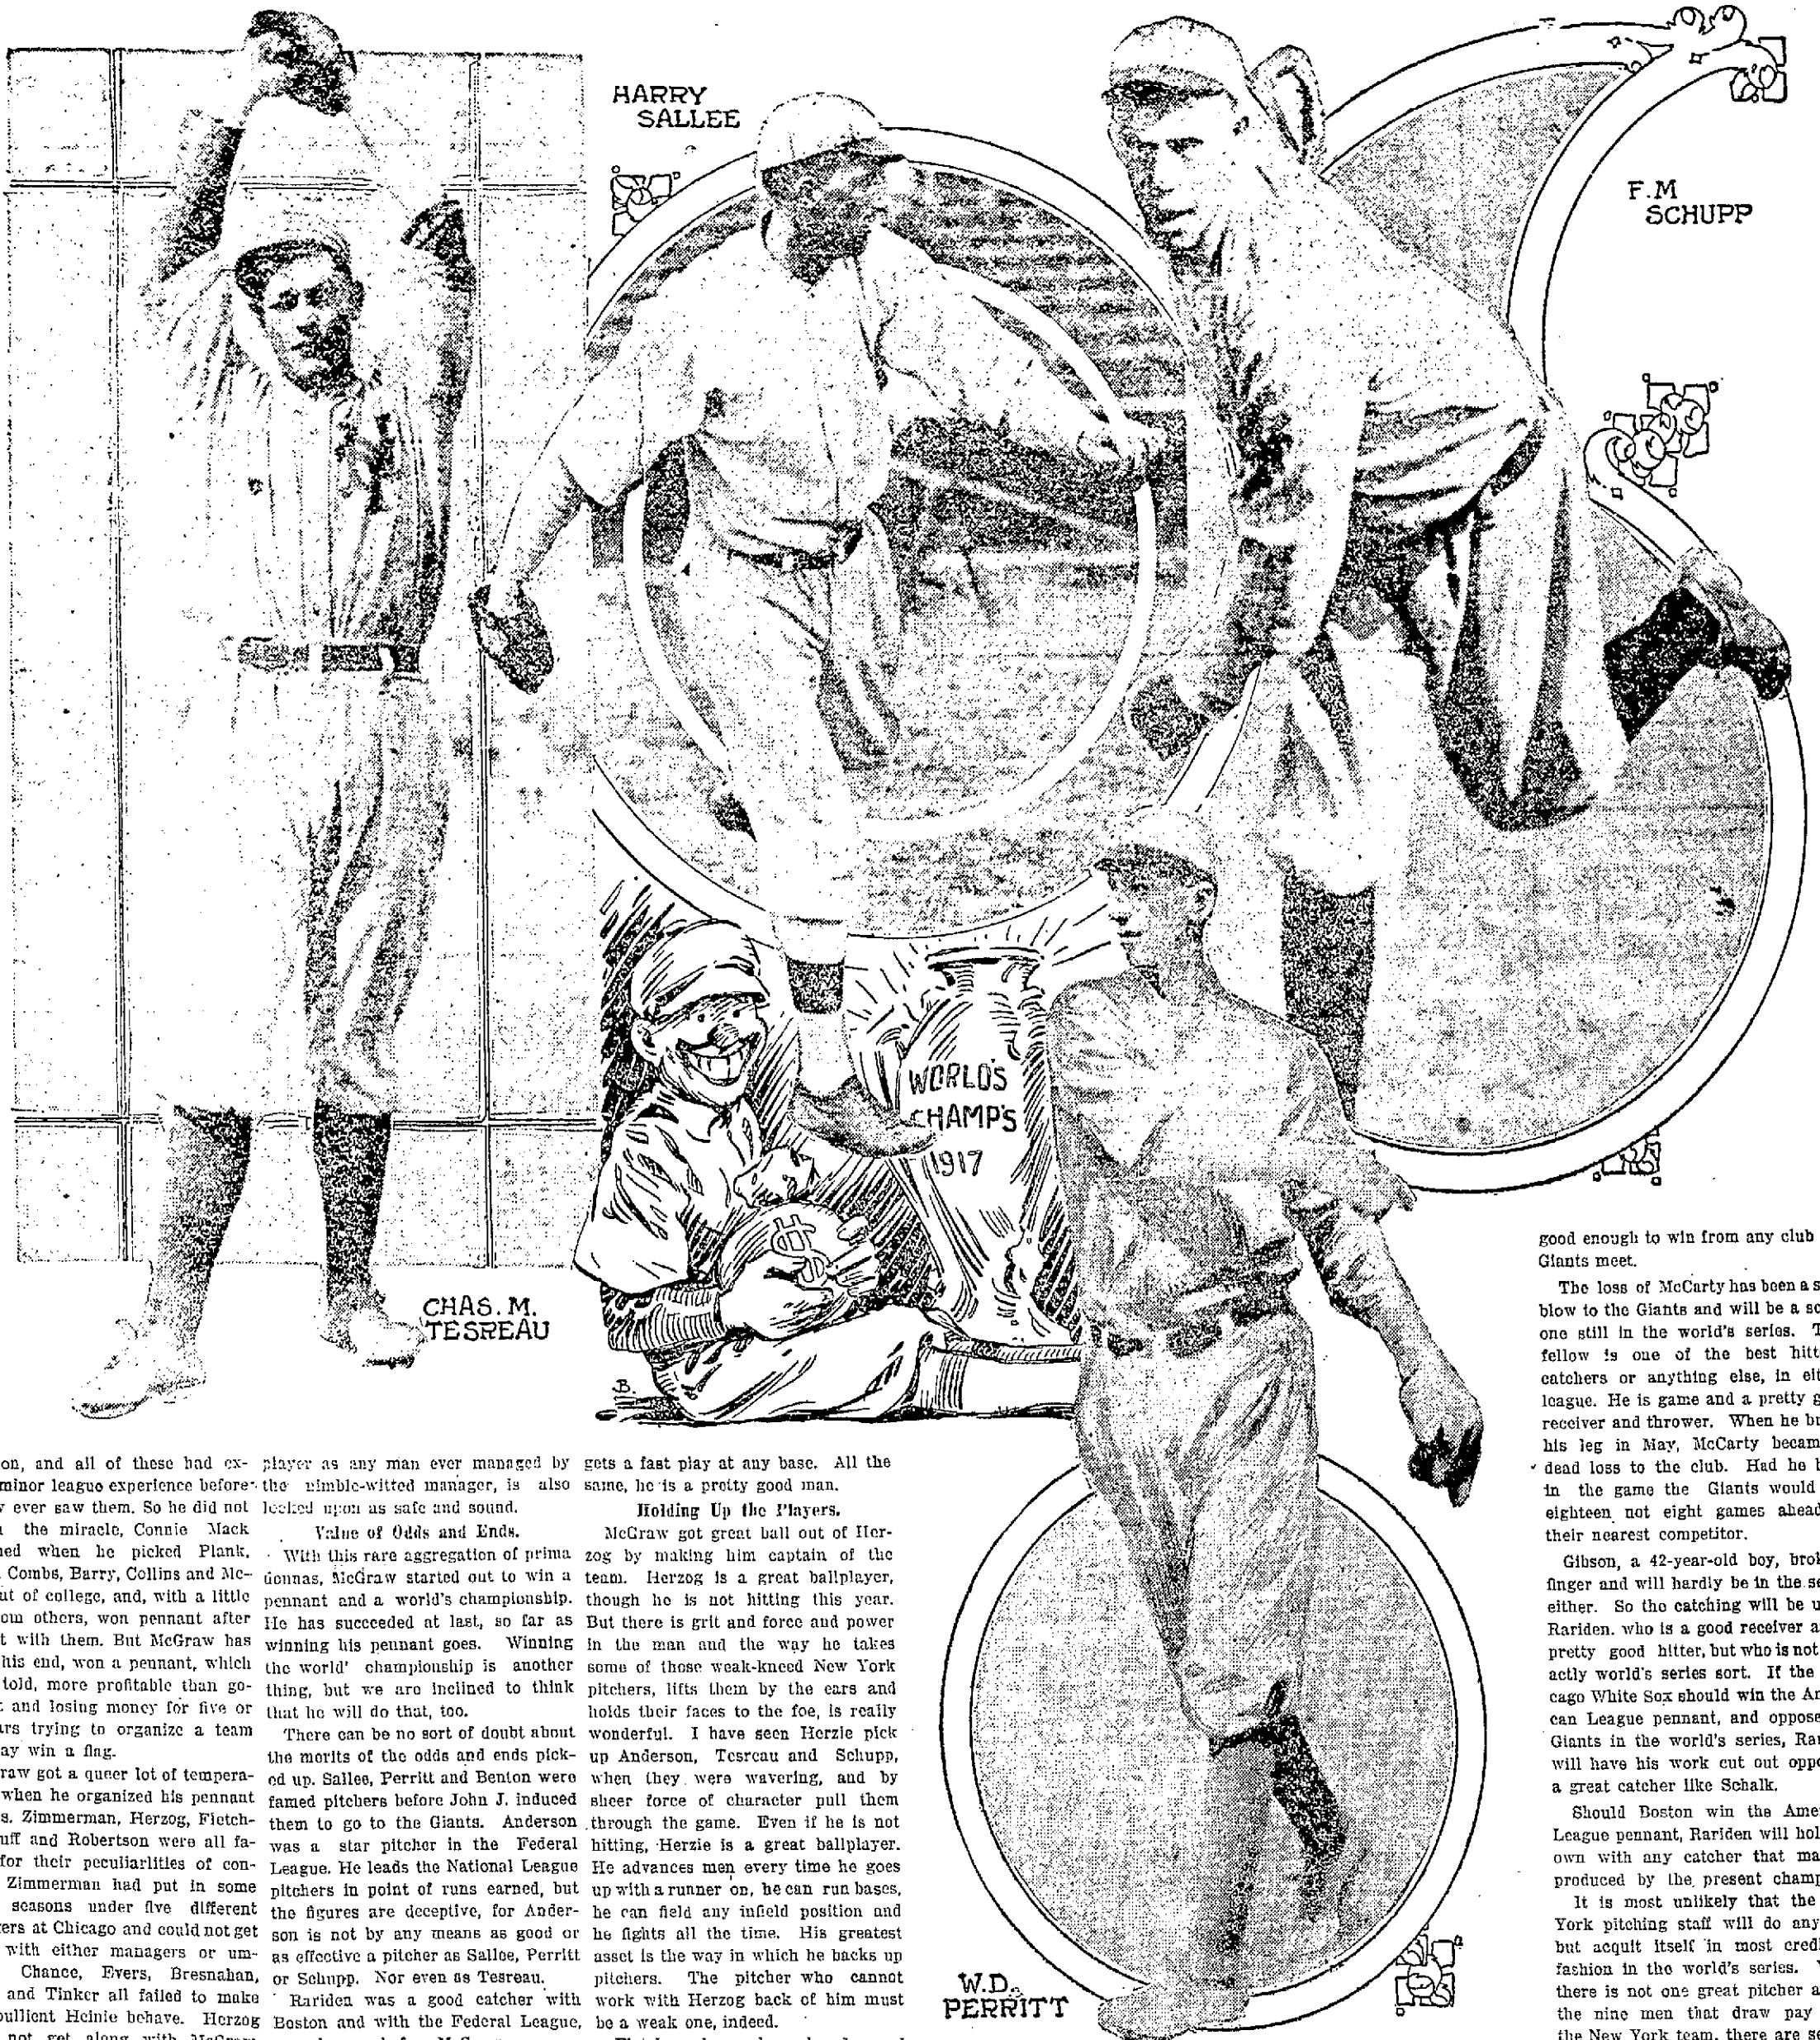 HARRY
SALLEE
F.M
SCHUPP
CHAS. M.
TESREAU
WORLD'S
CHAMP'S
1917
$
B.
W.D.
PERRITT
on, and all of these had ex-
minor league experience before
ever saw them. So he did not
the miracle, Connie Mack
ned when he picked Plank,
Combs, Barry, Collins and Mc-
ut of college, and, with a little
om others, won pennant after
t with them. But McGraw has
his end, won a pennant, which
told, more profitable than go-
t and losing money for five or
ars trying to organize a team
ay win a flag.
raw got a queer lot of tempera-
when he organized his pennant
s. Zimmerman, Herzog, Fletch-
uff and Robertson were all fa-
for their peculiarlities of con-
Zimmerman had put in some
seasons under five different
ers at Chicago and could not get
with either managers or um-
Chance, Evers, Bresnahan,
and Tinker all failed to make
bullient Heinie behave. Herzog
not get along with McGraw
player as any man ever managed by
the nimble-witted manager, is also
looked upon as safe and sound.
Value of Odds and Ends.
With this rare aggregation of prima
donnas, McGraw started out to win a
pennant and a world's championship.
He has succeeded at last, so far as
winning his pennant goes. Winning
the world' championship is another
thing, but we are inclined to think
that he will do that, too.
There can be no sort of doubt about
the merits of the odds and ends pick-
ed up. Sallee, Perritt and Benton were
famed pitchers before John J. induced
them to go to the Giants. Anderson
was a star pitcher in the Federal
League. He leads the National League
pitchers in point of runs earned, but
the figures are deceptive, for Ander-
son is not by any means as good or
as effective a pitcher as Sallee, Perritt
or Schupp. Nor even as Tesreau.
Rariden was a good catcher with
Boston and with the Federal League,
gets a fast play at any base. All the
same, he is a pretty good man.
Holding Up the Players.
McGraw got great ball out of Her-
zog by making him captain of the
team. Herzog is a great ballplayer,
though he is not hitting this year.
But there is grit and force and power
in the man and the way he takes
some of those weak-kneed New York
pitchers, lifts them by the ears and
holds their faces to the foe, is really
wonderful. I have seen Herzie pick
up Anderson, Tesreau and Schupp,
when they were wavering, and by
sheer force of character pull them
through the game. Even if he is not
hitting, Herzie is a great ballplayer.
He advances men every time he goes
up with a runner on, he can run bases,
he can field any infield position and
he fights all the time. His greatest
asset is the way in which he backs up
pitchers. The pitcher who cannot
work with Herzog back of him must
be a weak one, indeed.
good enough to win from any club
Giants meet.
The loss of McCarty has been a s
blow to the Giants and will be a so
one still in the world's series. T
fellow is one of the best hitt
catchers or anything else, in eit
league. He is game and a pretty g
receiver and thrower. When he br
his leg in May, McCarty becam
dead loss to the club. Had he b
in the game the Giants would
eighteen not eight games ahead
their nearest competitor.
Gibson, a 42-year-old boy, brok
finger and will hardly be in the se
either. So the catching will be u
Rariden. who is a good receiver a
pretty good hitter, but who is not
actly world's series sort. If the
cago White Sox should win the Am
can League pennant, and oppose
Giants in the world's series, Rar
will have his work cut out oppo
a great catcher like Schalk.
Should Boston win the Ame
League pennant, Rariden will hol
own with any catcher that ma
produced by the present champ
It is most unlikely that the
York pitching staff will do any
but acquit itself in most credi
fashion in the world's series. Y
there is not one great pitcher a
the nine men that draw pay
the New York team, there are s